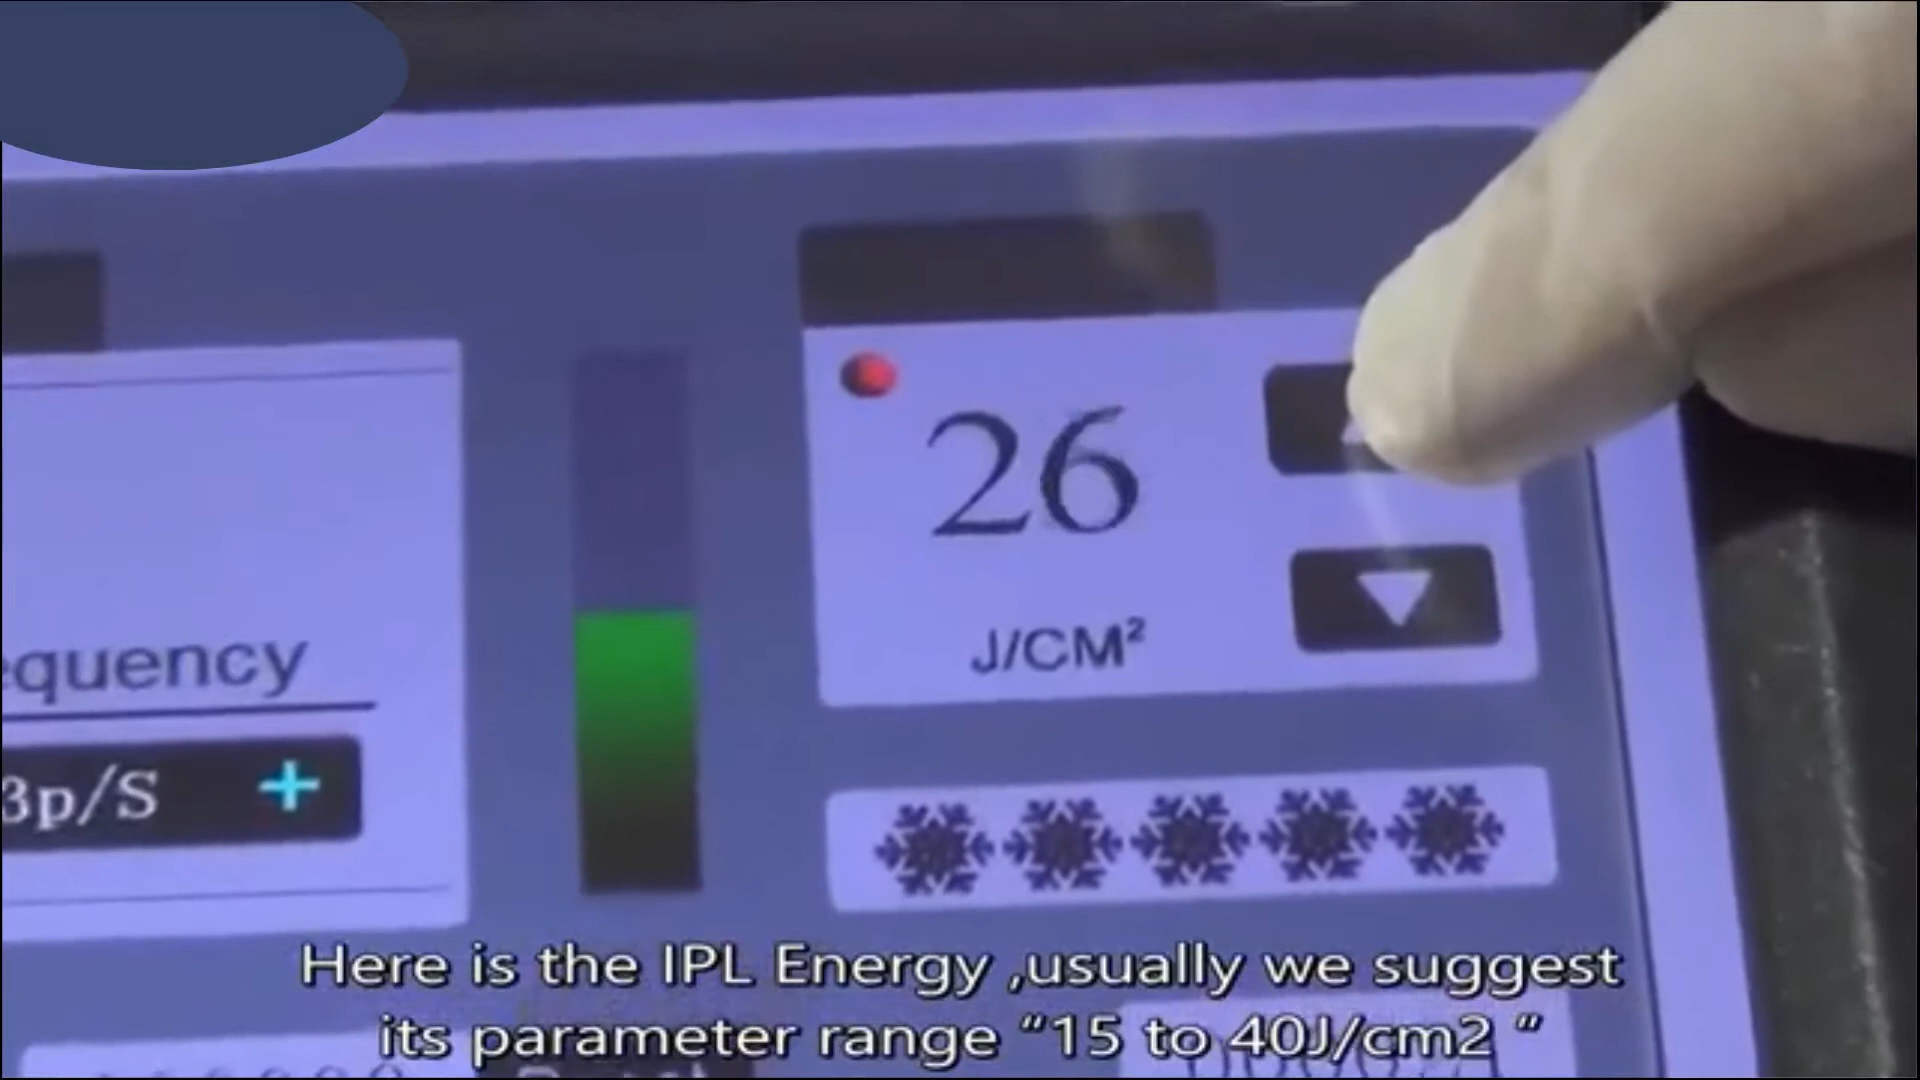 26
J/CM²
equency
3p/S +
Here is the IPL Energy ,usually we suggest
its parameter range “15 to 40J/cm2 ”